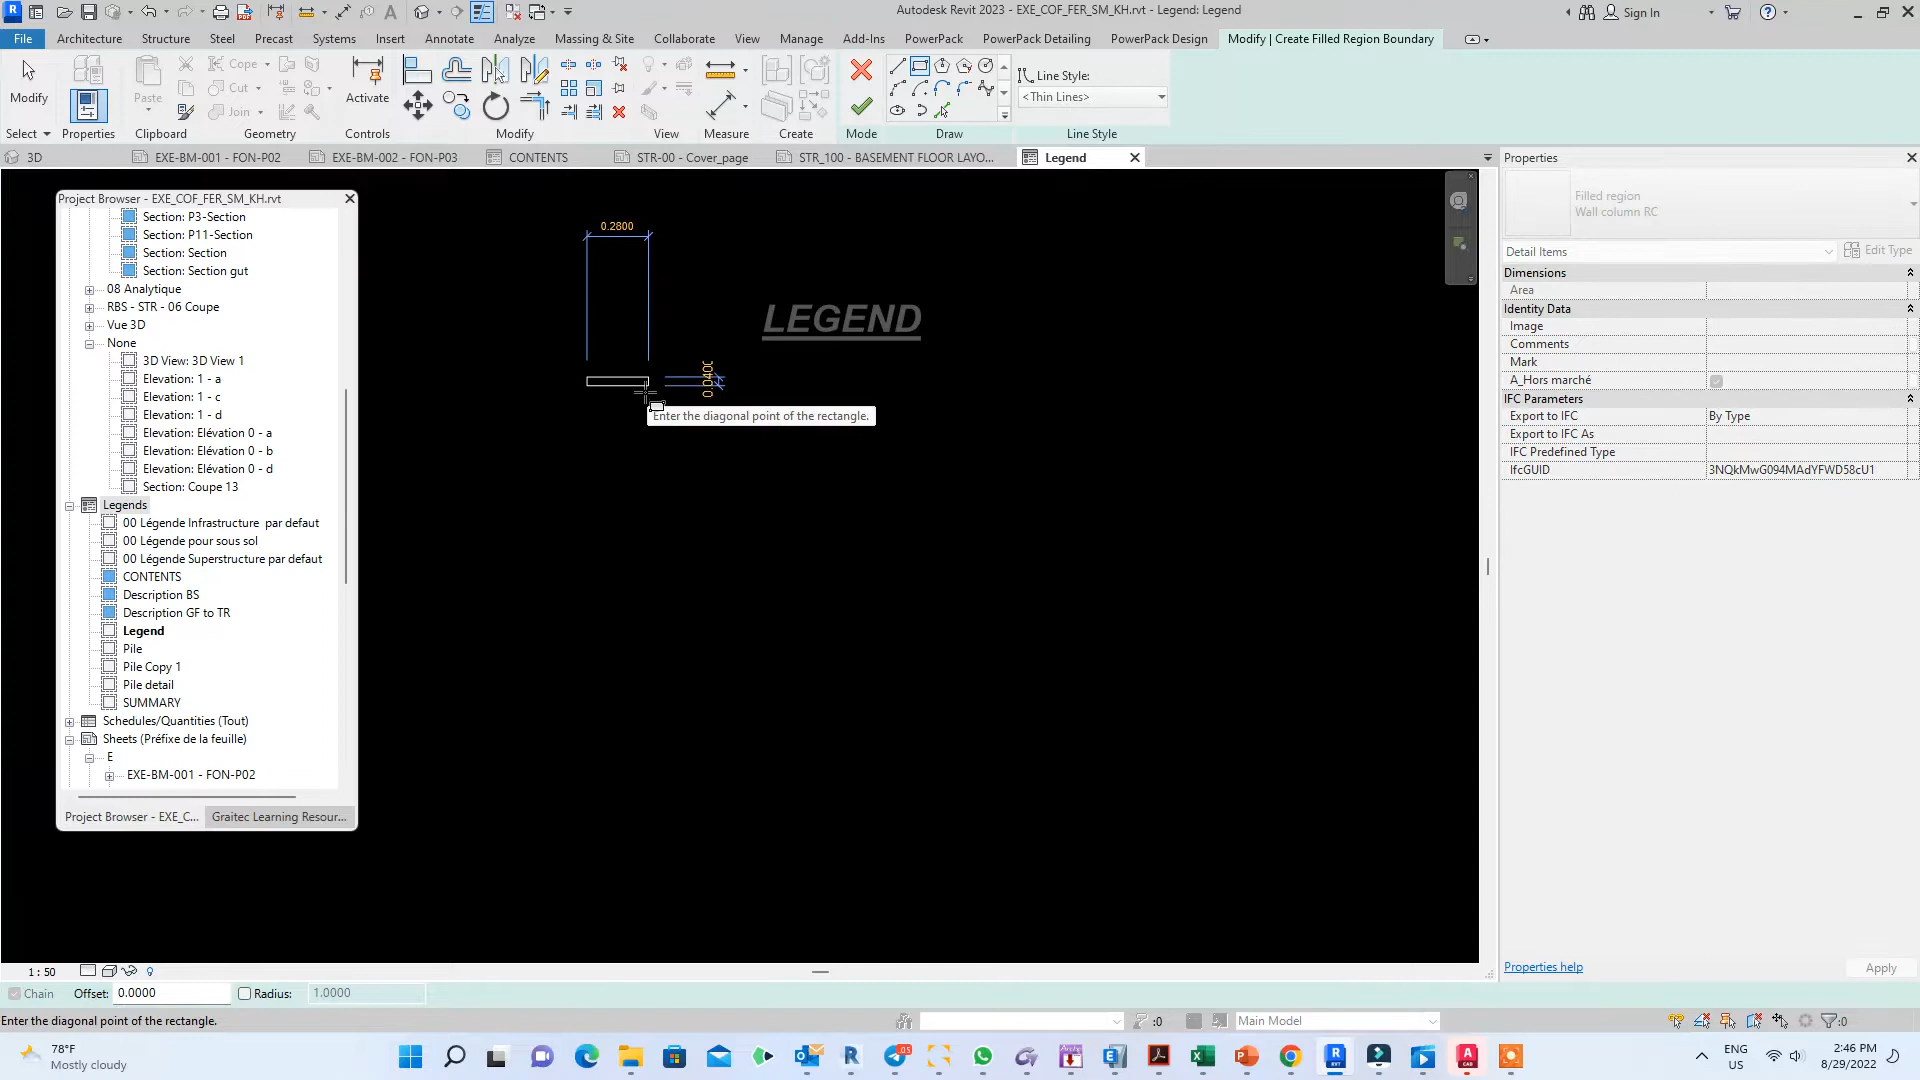 Autodesk Revit 2023 - EXE_COF_FER_SM_KH.rvt - Legend: Legend
Sign In
File Architecture Structure Steel Precast Systems Insert Annotate Analyze Massing & Site Collaborate View Manage Add-Ins PowerPack PowerPack Detailing PowerPack Design Modify | Create Filled Region Boundary
Modify
Paste
Cope
Cut
Join
Activate
Line Style:
<Thin Lines>
Select Properties Clipboard Geometry Controls Modify View Measure Create Mode Draw Line Style
3D EXE-BM-001 - FON-P02 EXE-BM-002 - FON-P03 CONTENTS STR-00 - Cover_page STR_100 - BASEMENT FLOOR LAYO... Legend
Project Browser - EXE_COF_FER_SM_KH.rvt
Section: P3-Section
Section: P11-Section
Section: Section
Section: Section gut
08 Analytique
RBS - STR - 06 Coupe
Vue 3D
None
3D View: 3D View 1
Elevation: 1 - a
Elevation: 1 - c
Elevation: 1 - d
Elevation: Elévation 0 - a
Elevation: Elévation 0 - b
Elevation: Elévation 0 - d
Section: Coupe 13
Legends
00 Légende Infrastructure par defaut
00 Légende pour sous sol
00 Légende Superstructure par defaut
CONTENTS
Description BS
Description GF to TR
Legend
Pile
Pile Copy 1
Pile detail
SUMMARY
Schedules/Quantities (Tout)
Sheets (Préfixe de la feuille)
E
EXE-BM-001 - FON-P02
Project Browser - EXE_C... Graitec Learning Resour...
0.2800
LEGEND
0.0400
Enter the diagonal point of the rectangle.
Properties
Filled region
Wall column RC
Detail Items
Edit Type
Dimensions
Area
Identity Data
Image
Comments
Mark
A_Hors marché
IFC Parameters
Export to IFC By Type
Export to IFC As
IFC Predefined Type
IfcGUID 3NQkMwG094MAdYFWD58cU1
Properties help
Apply
1 : 50
Chain Offset: 0.0000 Radius: 1.0000
Enter the diagonal point of the rectangle.
:0
Main Model
:0
78°F
Mostly cloudy
ENG
US
2:46 PM
8/29/2022